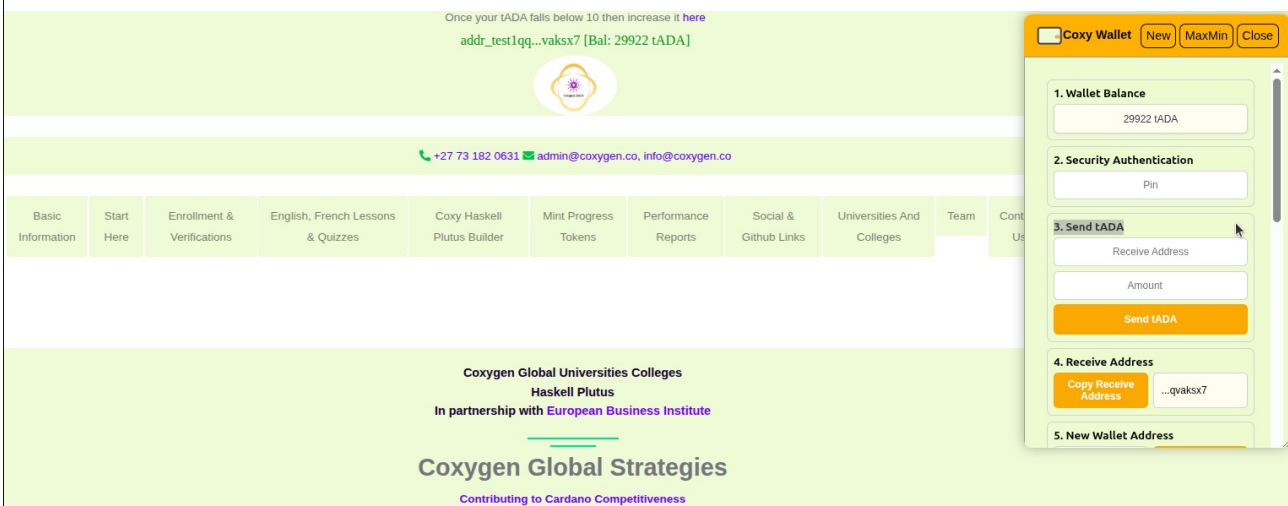 Once your tADA falls below 10 then increase it here
addr_test1qq...vaksx7 [Bal: 29922 tADA]
+27 73 182 0631 admin@coxygen.co, info@coxygen.co
Basic Information
Start Here
Enrollment & Verifications
English, French Lessons & Quizzes
Coxy Haskell Plutus Builder
Mint Progress Tokens
Performance Reports
Social & Github Links
Universities And Colleges
Team
Coxygen Global Universities Colleges
Haskell Plutus
In partnership with European Business Institute
Coxygen Global Strategies
Contributing to Cardano Competitiveness
Coxy Wallet
New
MaxMin
Close
1. Wallet Balance
29922 tADA
2. Security Authentication
Pin
3. Send tADA
Receive Address
Amount
Send tADA
4. Receive Address
Copy Receive
Address
...qvaksx7
5. New Wallet Address